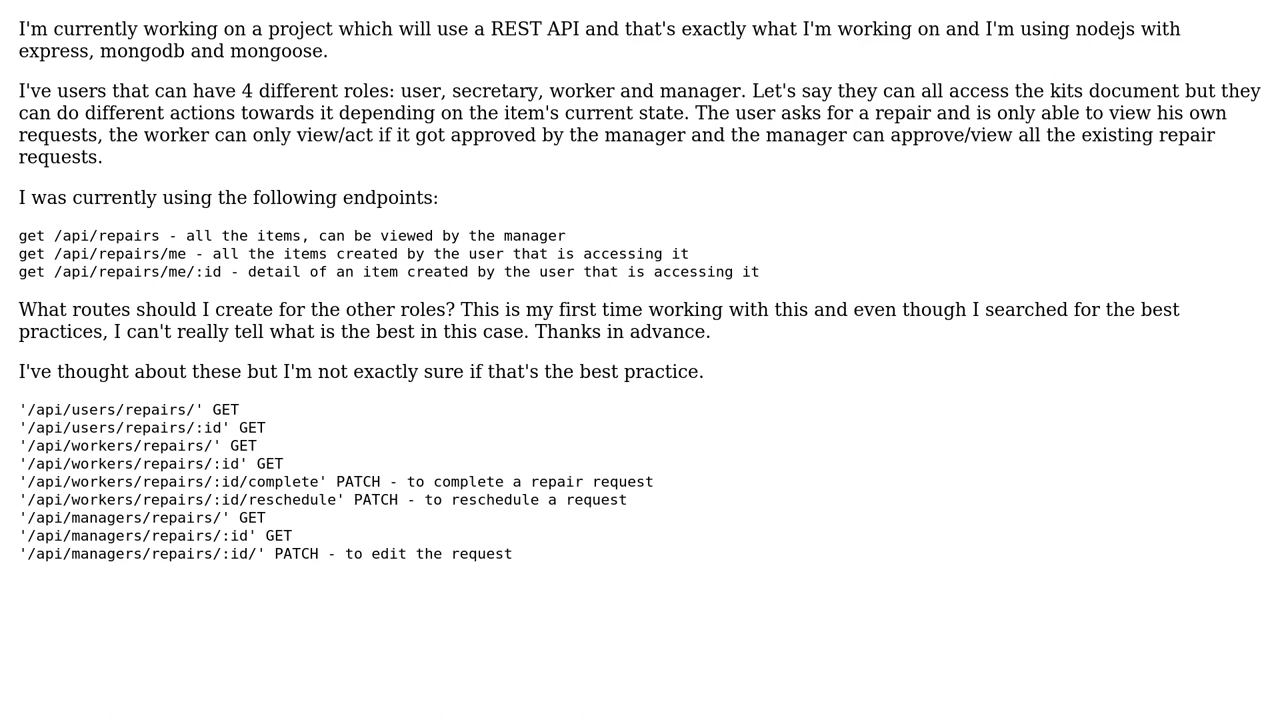 I'm currently working on a project which will use a REST API and that's exactly what I'm working on and I'm using nodejs with
express, mongodb and mongoose.
I've users that can have 4 different roles: user, secretary, worker and manager. Let's say they can all access the kits document but they
can do different actions towards it depending on the item's current state. The user asks for a repair and is only able to view his own
requests, the worker can only view/act if it got approved by the manager and the manager can approve/view all the existing repair
requests.
I was currently using the following endpoints:
get /api/repairs - all the items, can be viewed by the manager
get /api/repairs/me - all the items created by the user that is accessing it
get /api/repairs/me/:id - detail of an item created by the user that is accessing it
What routes should I create for the other roles? This is my first time working with this and even though I searched for the best
practices, I can't really tell what is the best in this case. Thanks in advance.
I've thought about these but I'm not exactly sure if that's the best practice.
'/api/users/repairs/' GET
'/api/users/repairs/:id' GET
'/api/workers/repairs/' GET
'/api/workers/repairs/:id' GET
'/api/workers/repairs/:id/complete' PATCH - to complete a repair request
'/api/workers/repairs/:id/reschedule' PATCH - to reschedule a request
'/api/managers/repairs/' GET
'/api/managers/repairs/:id' GET
'/api/managers/repairs/:id/' PATCH - to edit the request